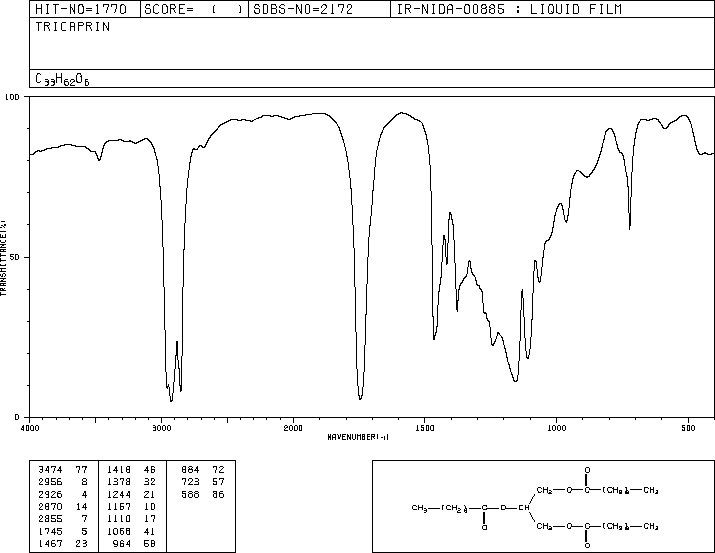 HIT-NO=1770 SCORE= ( ) SDBS-NO=2172 IR-NIDA-00885 : LIQUID FILM
TRICAPRIN
C33H62O6
100
50
0
TRANSMITTANCE(%)
4000 3000 2000 1500 1000 500
WAVENUMBER(-1)
3474 77 1418 46 884 72
2956 8 1378 32 723 57
2926 4 1244 21 588 86
2870 14 1167 10
2855 7 1110 17
1745 5 1068 41
1467 23 964 58
O
CH2—O—C—(CH2)8—CH3
CH3—(CH2)8—C—O—CH
O
CH2—O—C—(CH2)8—CH3
O